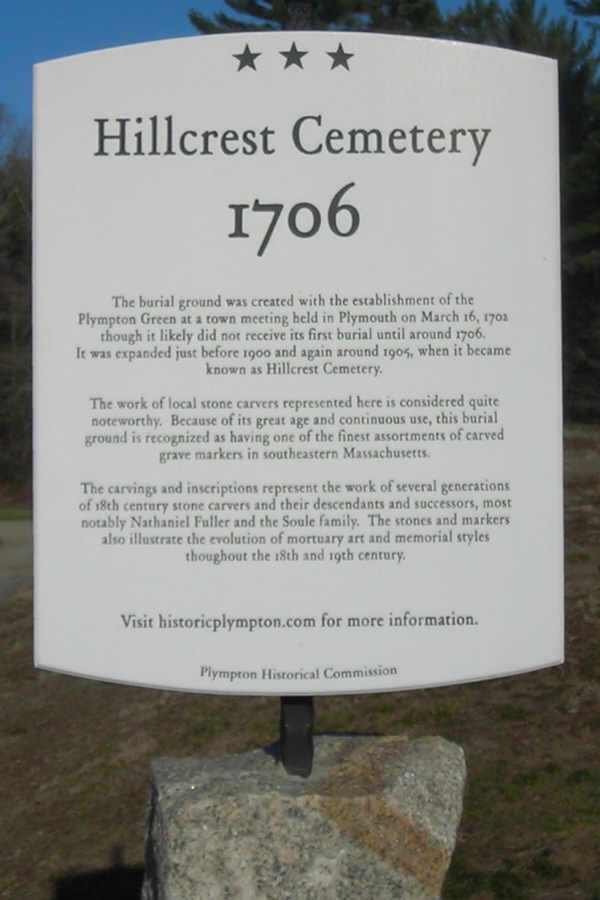 ★ ★ ★
Hillcrest Cemetery
1706
The burial ground was created with the establishment of the
Plympton Green at a town meeting held in Plymouth on March 16, 1702
though it likely did not receive its first burial until around 1706.
It was expanded just before 1900 and again around 1905, when it became
known as Hillcrest Cemetery.
The work of local stone carvers represented here is considered quite
noteworthy. Because of its great age and continuous use, this burial
ground is recognized as having one of the finest assortments of carved
grave markers in southeastern Massachusetts.
The carvings and inscriptions represent the work of several generations
of 18th century stone carvers and their descendants and successors, most
notably Nathaniel Fuller and the Soule family. The stones and markers
also illustrate the evolution of mortuary art and memorial styles
thoughout the 18th and 19th century.
Visit historicplympton.com for more information.
Plympton Historical Commission